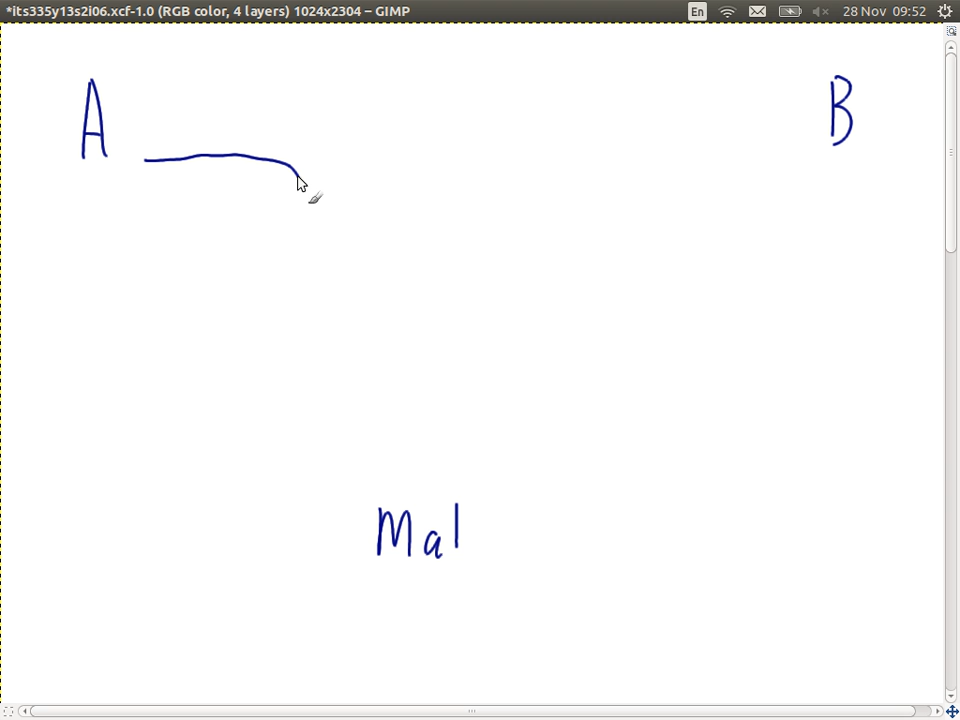 *its335y13s2i06.xcf-1.0 (RGB color, 4 layers) 1024x2304 – GIMP En 28 Nov 09:52
A B
Mal